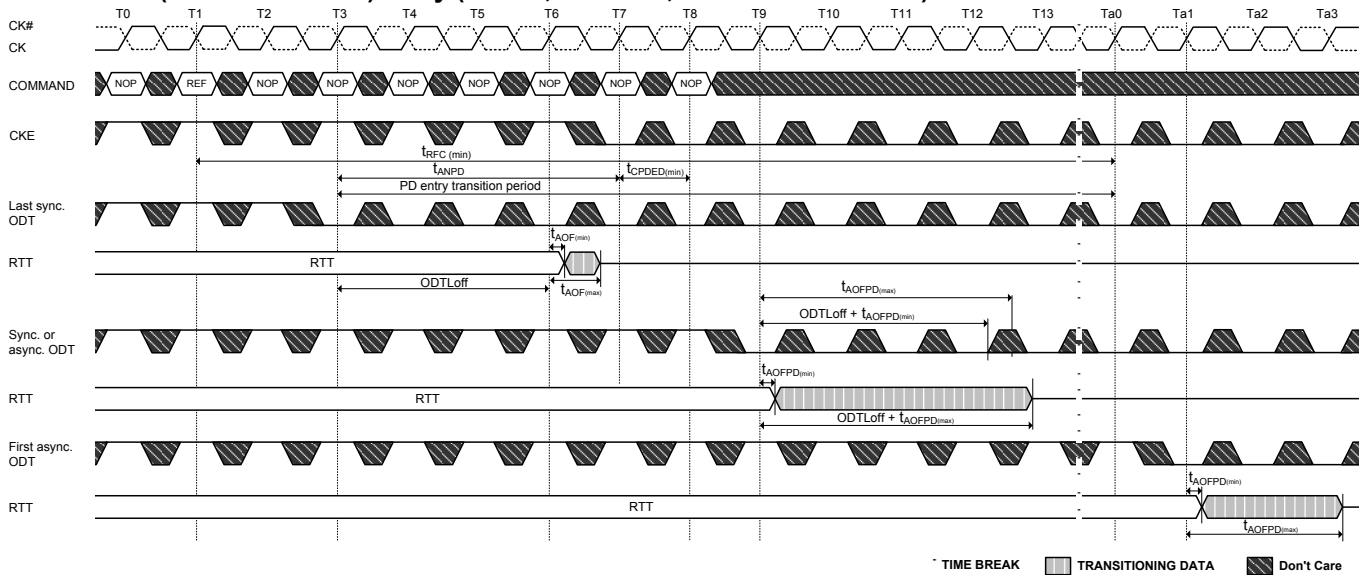 T0 T1 T2 T3 T4 T5 T6 T7 T8 T9 T10 T11 T12 T13 Ta0 Ta1 Ta2 Ta3
CK#
CK
COMMAND NOP REF NOP NOP NOP NOP NOP NOP NOP
CKE
tRFC (min)
tANPD tCPDED(min)
PD entry transition period
Last sync.
ODT
tAOF(min)
RTT RTT
ODTLoff tAOF(max)
tAOFPD(max)
ODTLoff + tAOFPD(min)
Sync. or
async. ODT
tAOFPD(min)
RTT RTT
ODTLoff + tAOFPD(max)
First async.
ODT
tAOFPD(min)
RTT RTT
tAOFPD(max)
TIME BREAK TRANSITIONING DATA Don't Care